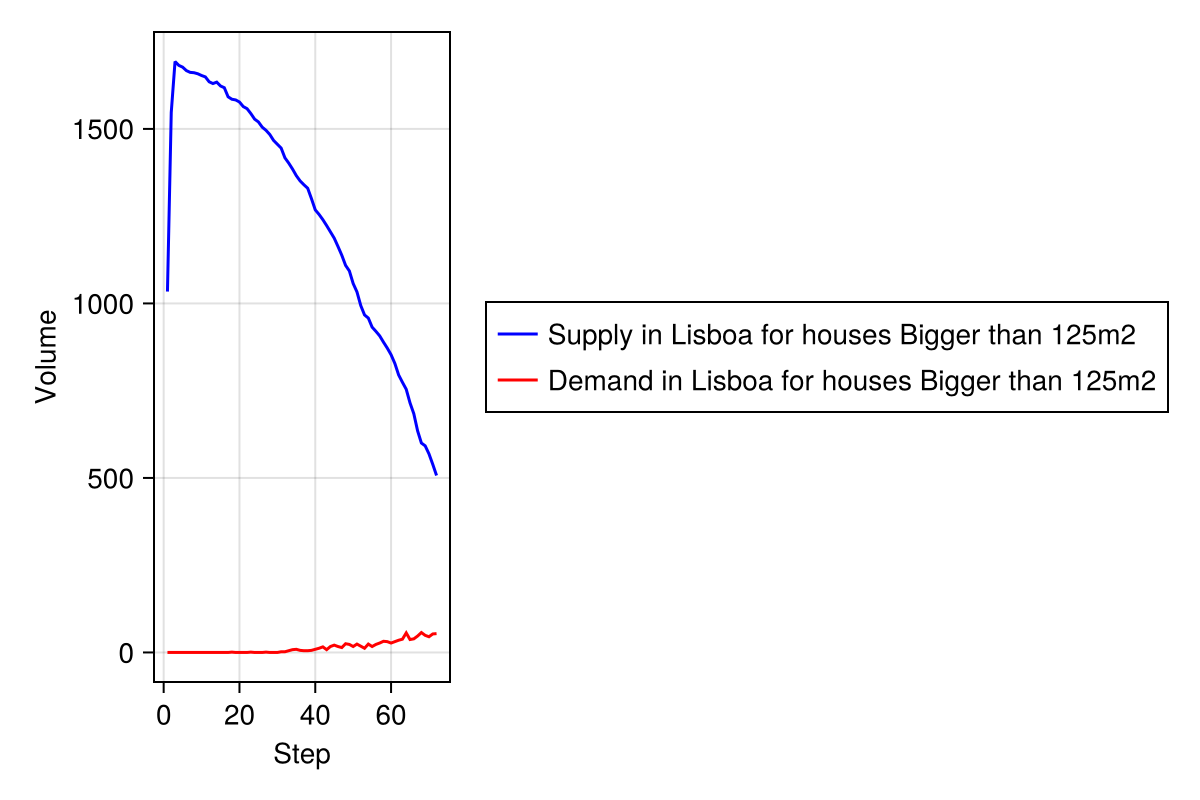 1500
1000
500
0
Volume
0 20 40 60
Step
Supply in Lisboa for houses Bigger than 125m2
Demand in Lisboa for houses Bigger than 125m2